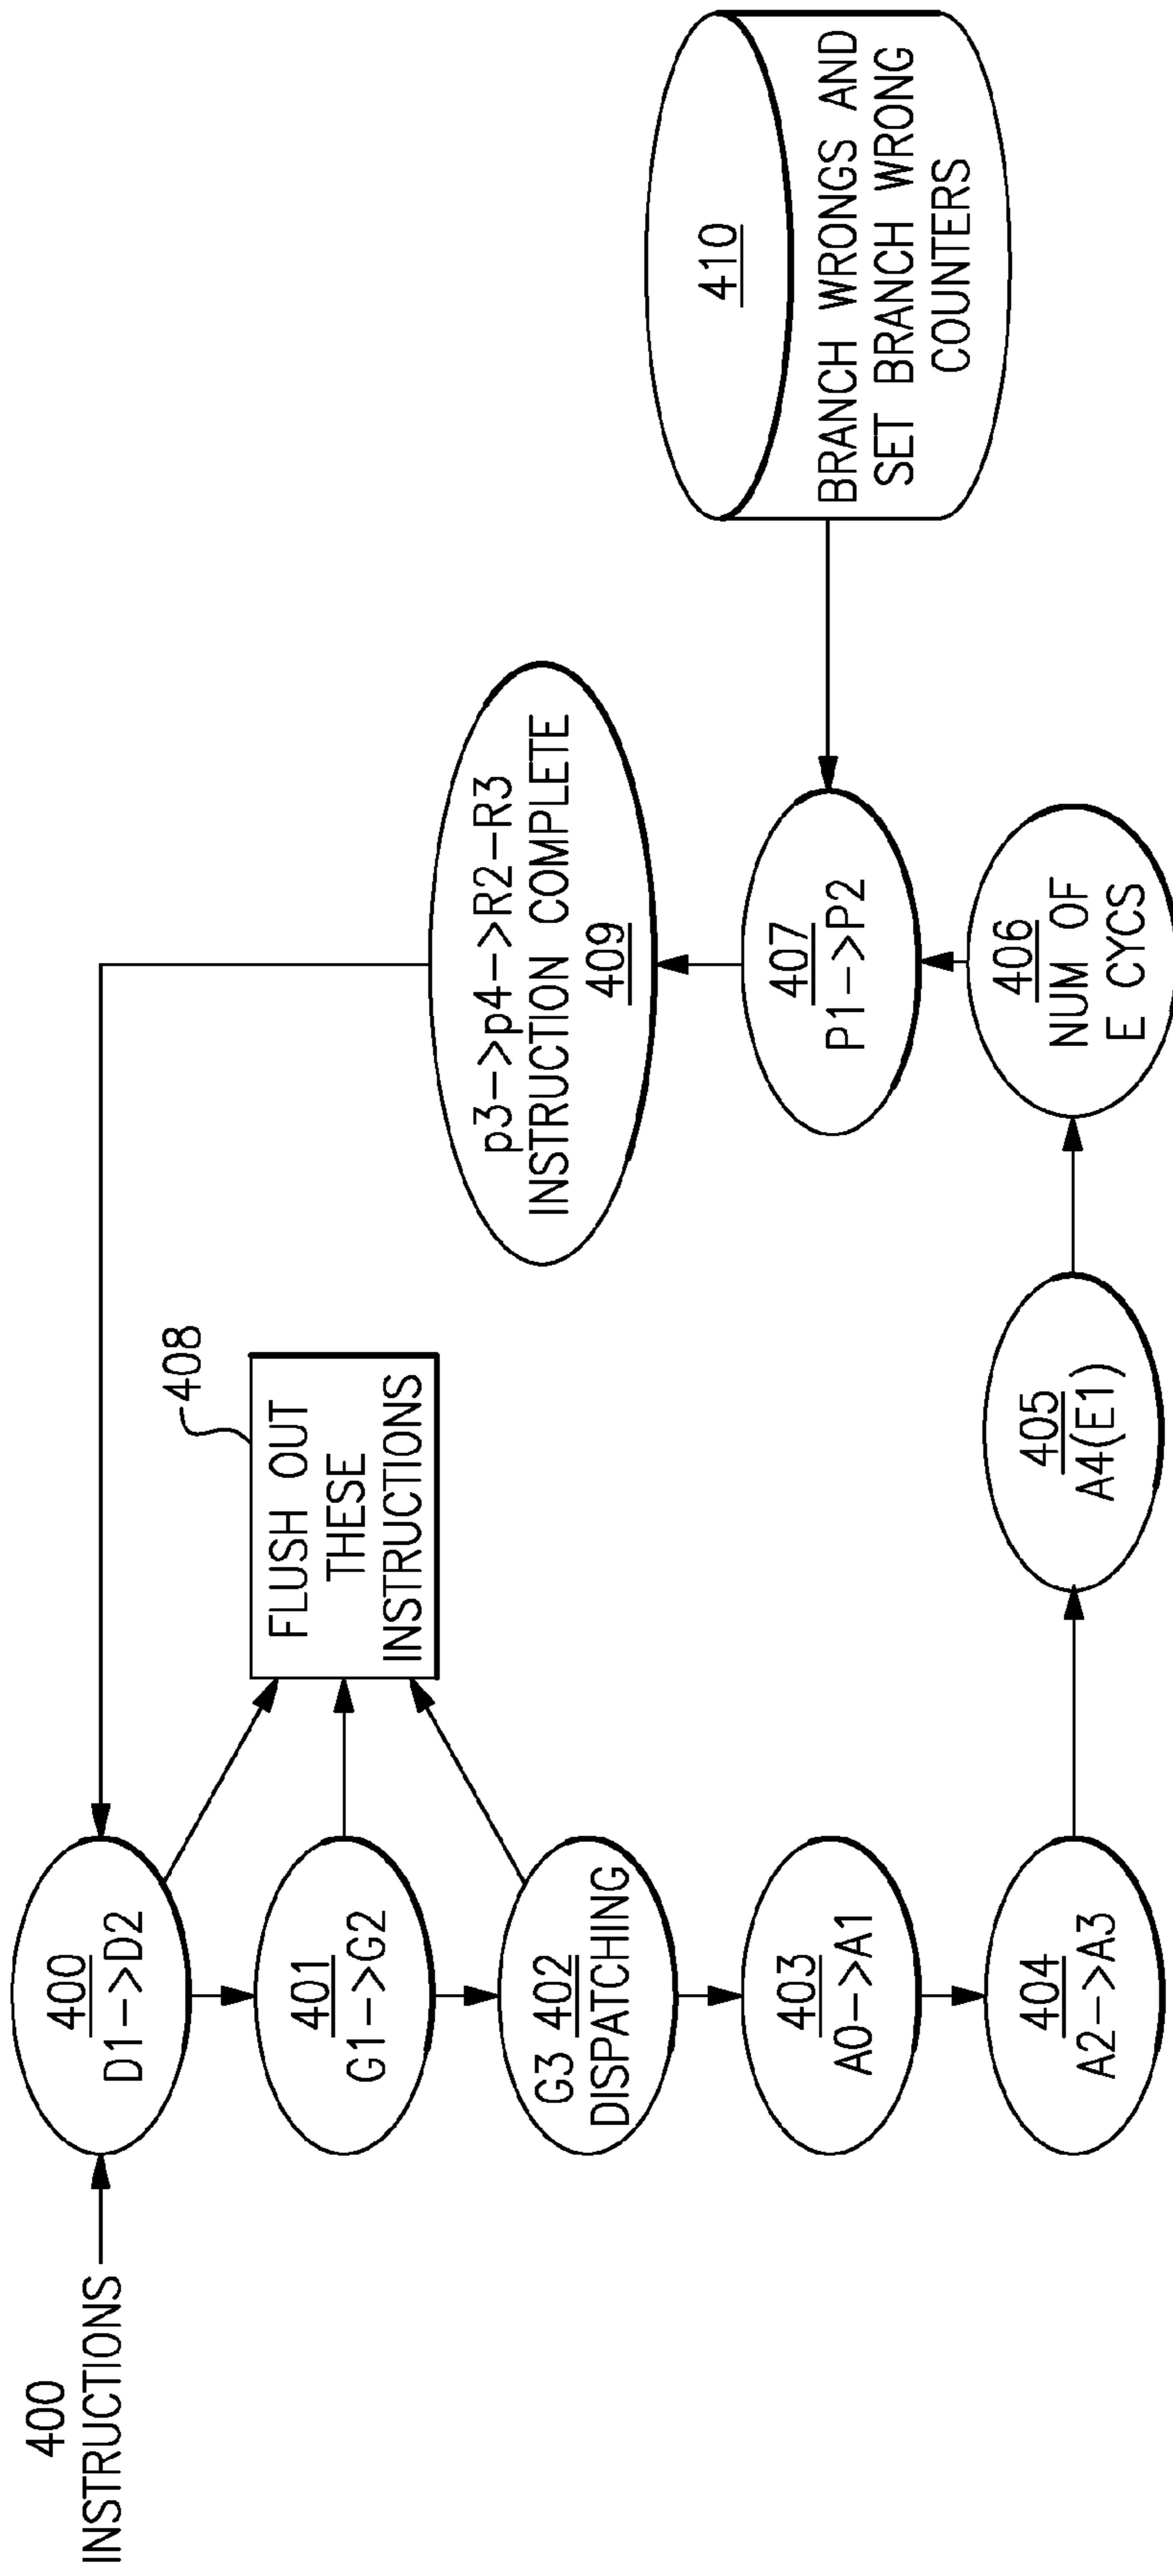 400
INSTRUCTIONS
400
D1->D2
401
G1->G2
G3 402
DISPATCHING
403
A0->A1
404
A2->A3
408
FLUSH OUT
THESE
INSTRUCTIONS
405
A4(E1)
406
NUM OF
E CYCS
407
P1->P2
p3->p4->R2-R3
INSTRUCTION COMPLETE
409
410
BRANCH WRONGS AND
SET BRANCH WRONG
COUNTERS